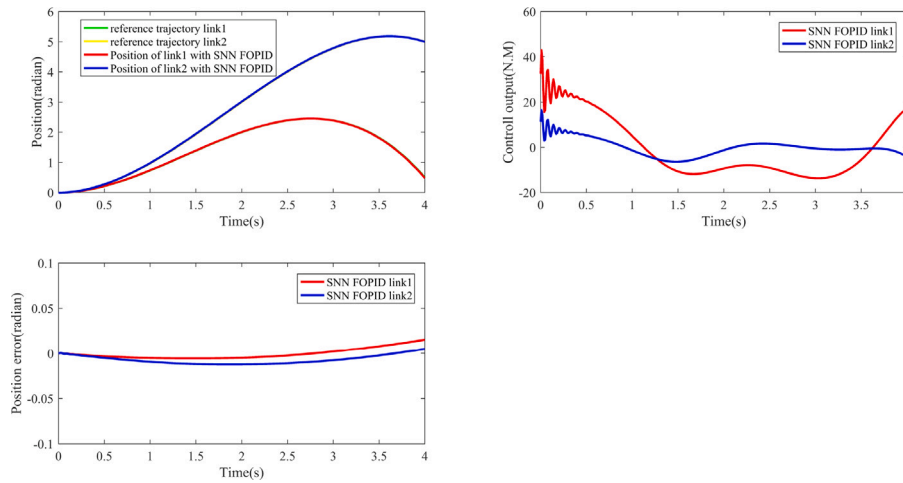 6
5
4
3
2
1
0
Position(radian)
reference trajectory link1
reference trajectory link2
Position of link1 with SNN FOPID
Position of link2 with SNN FOPID
0 0.5 1 1.5 2 2.5 3 3.5 4
Time(s)
60
40
20
0
-20
Controll output(N.M)
SNN FOPID link1
SNN FOPID link2
0 0.5 1 1.5 2 2.5 3 3.5 4
Time(s)
0.1
0.05
0
-0.05
-0.1
Position error(radian)
SNN FOPID link1
SNN FOPID link2
0 0.5 1 1.5 2 2.5 3 3.5 4
Time(s)